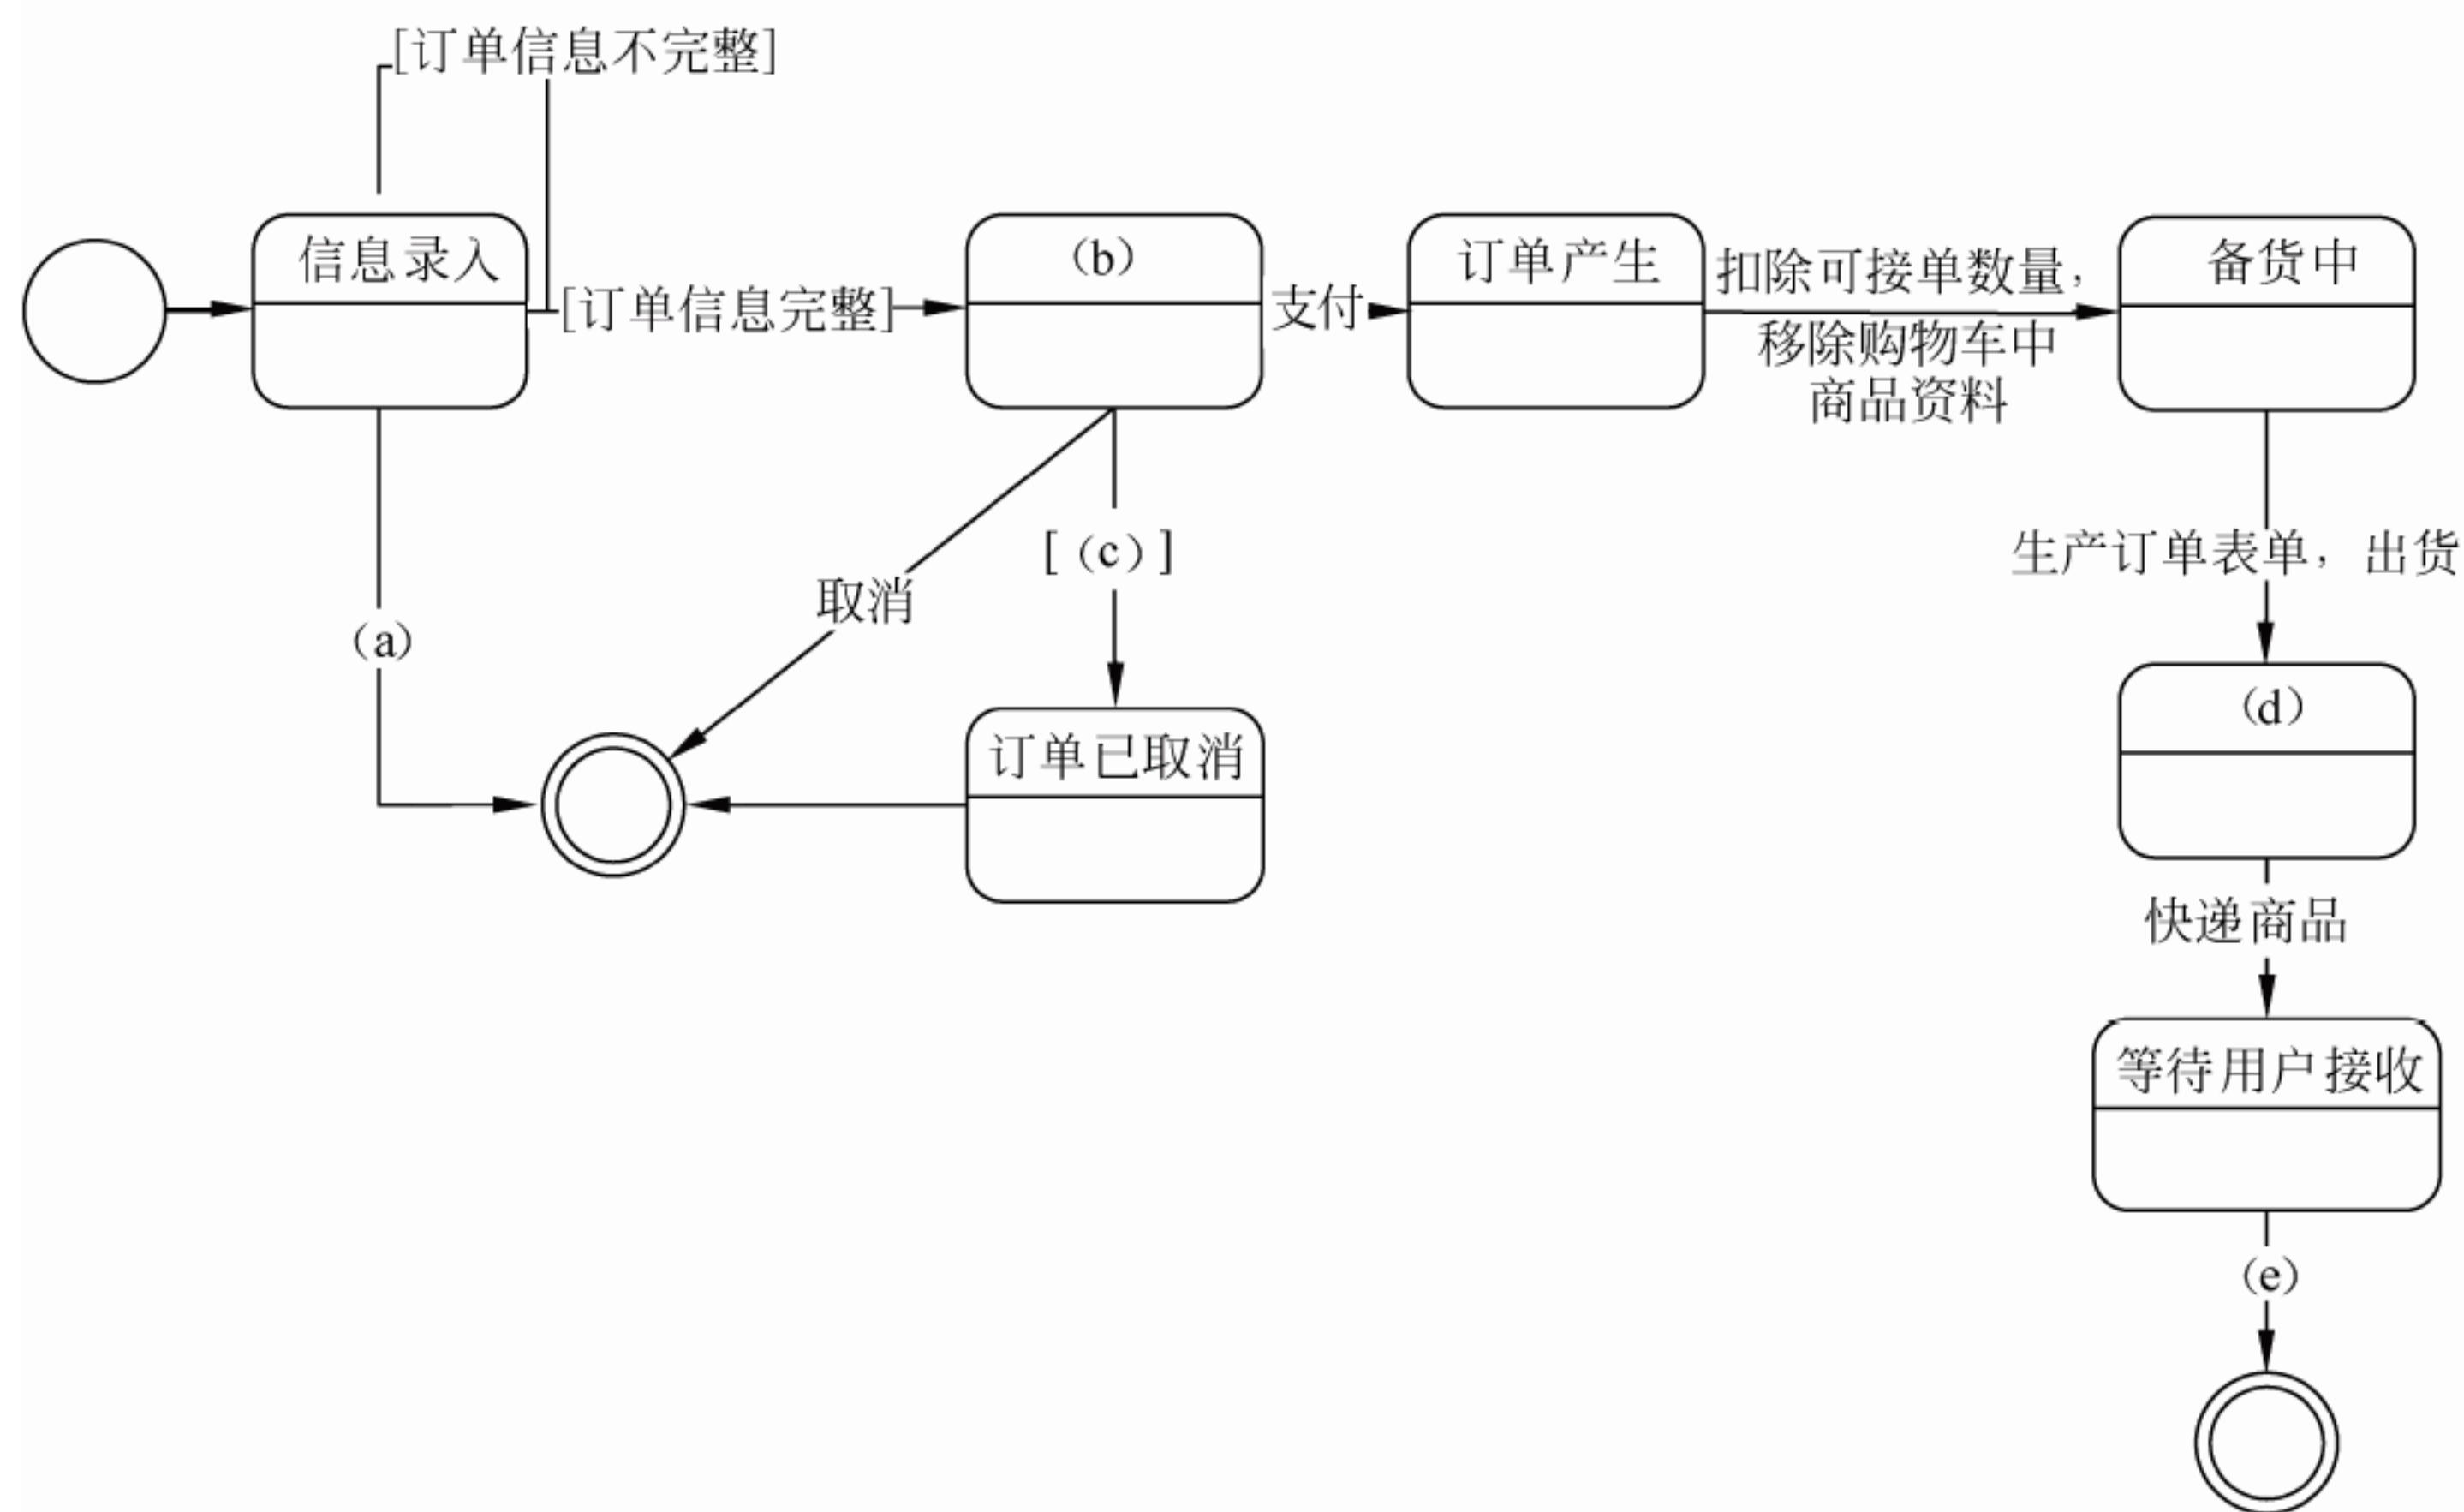 [订单信息不完整]
信息录入
[订单信息完整]
(b)
支付
订单产生
扣除可接单数量，
移除购物车中
商品资料
备货中
(a)
取消
[(c)]
订单已取消
生产订单表单，出货
(d)
快递商品
等待用户接收
(e)